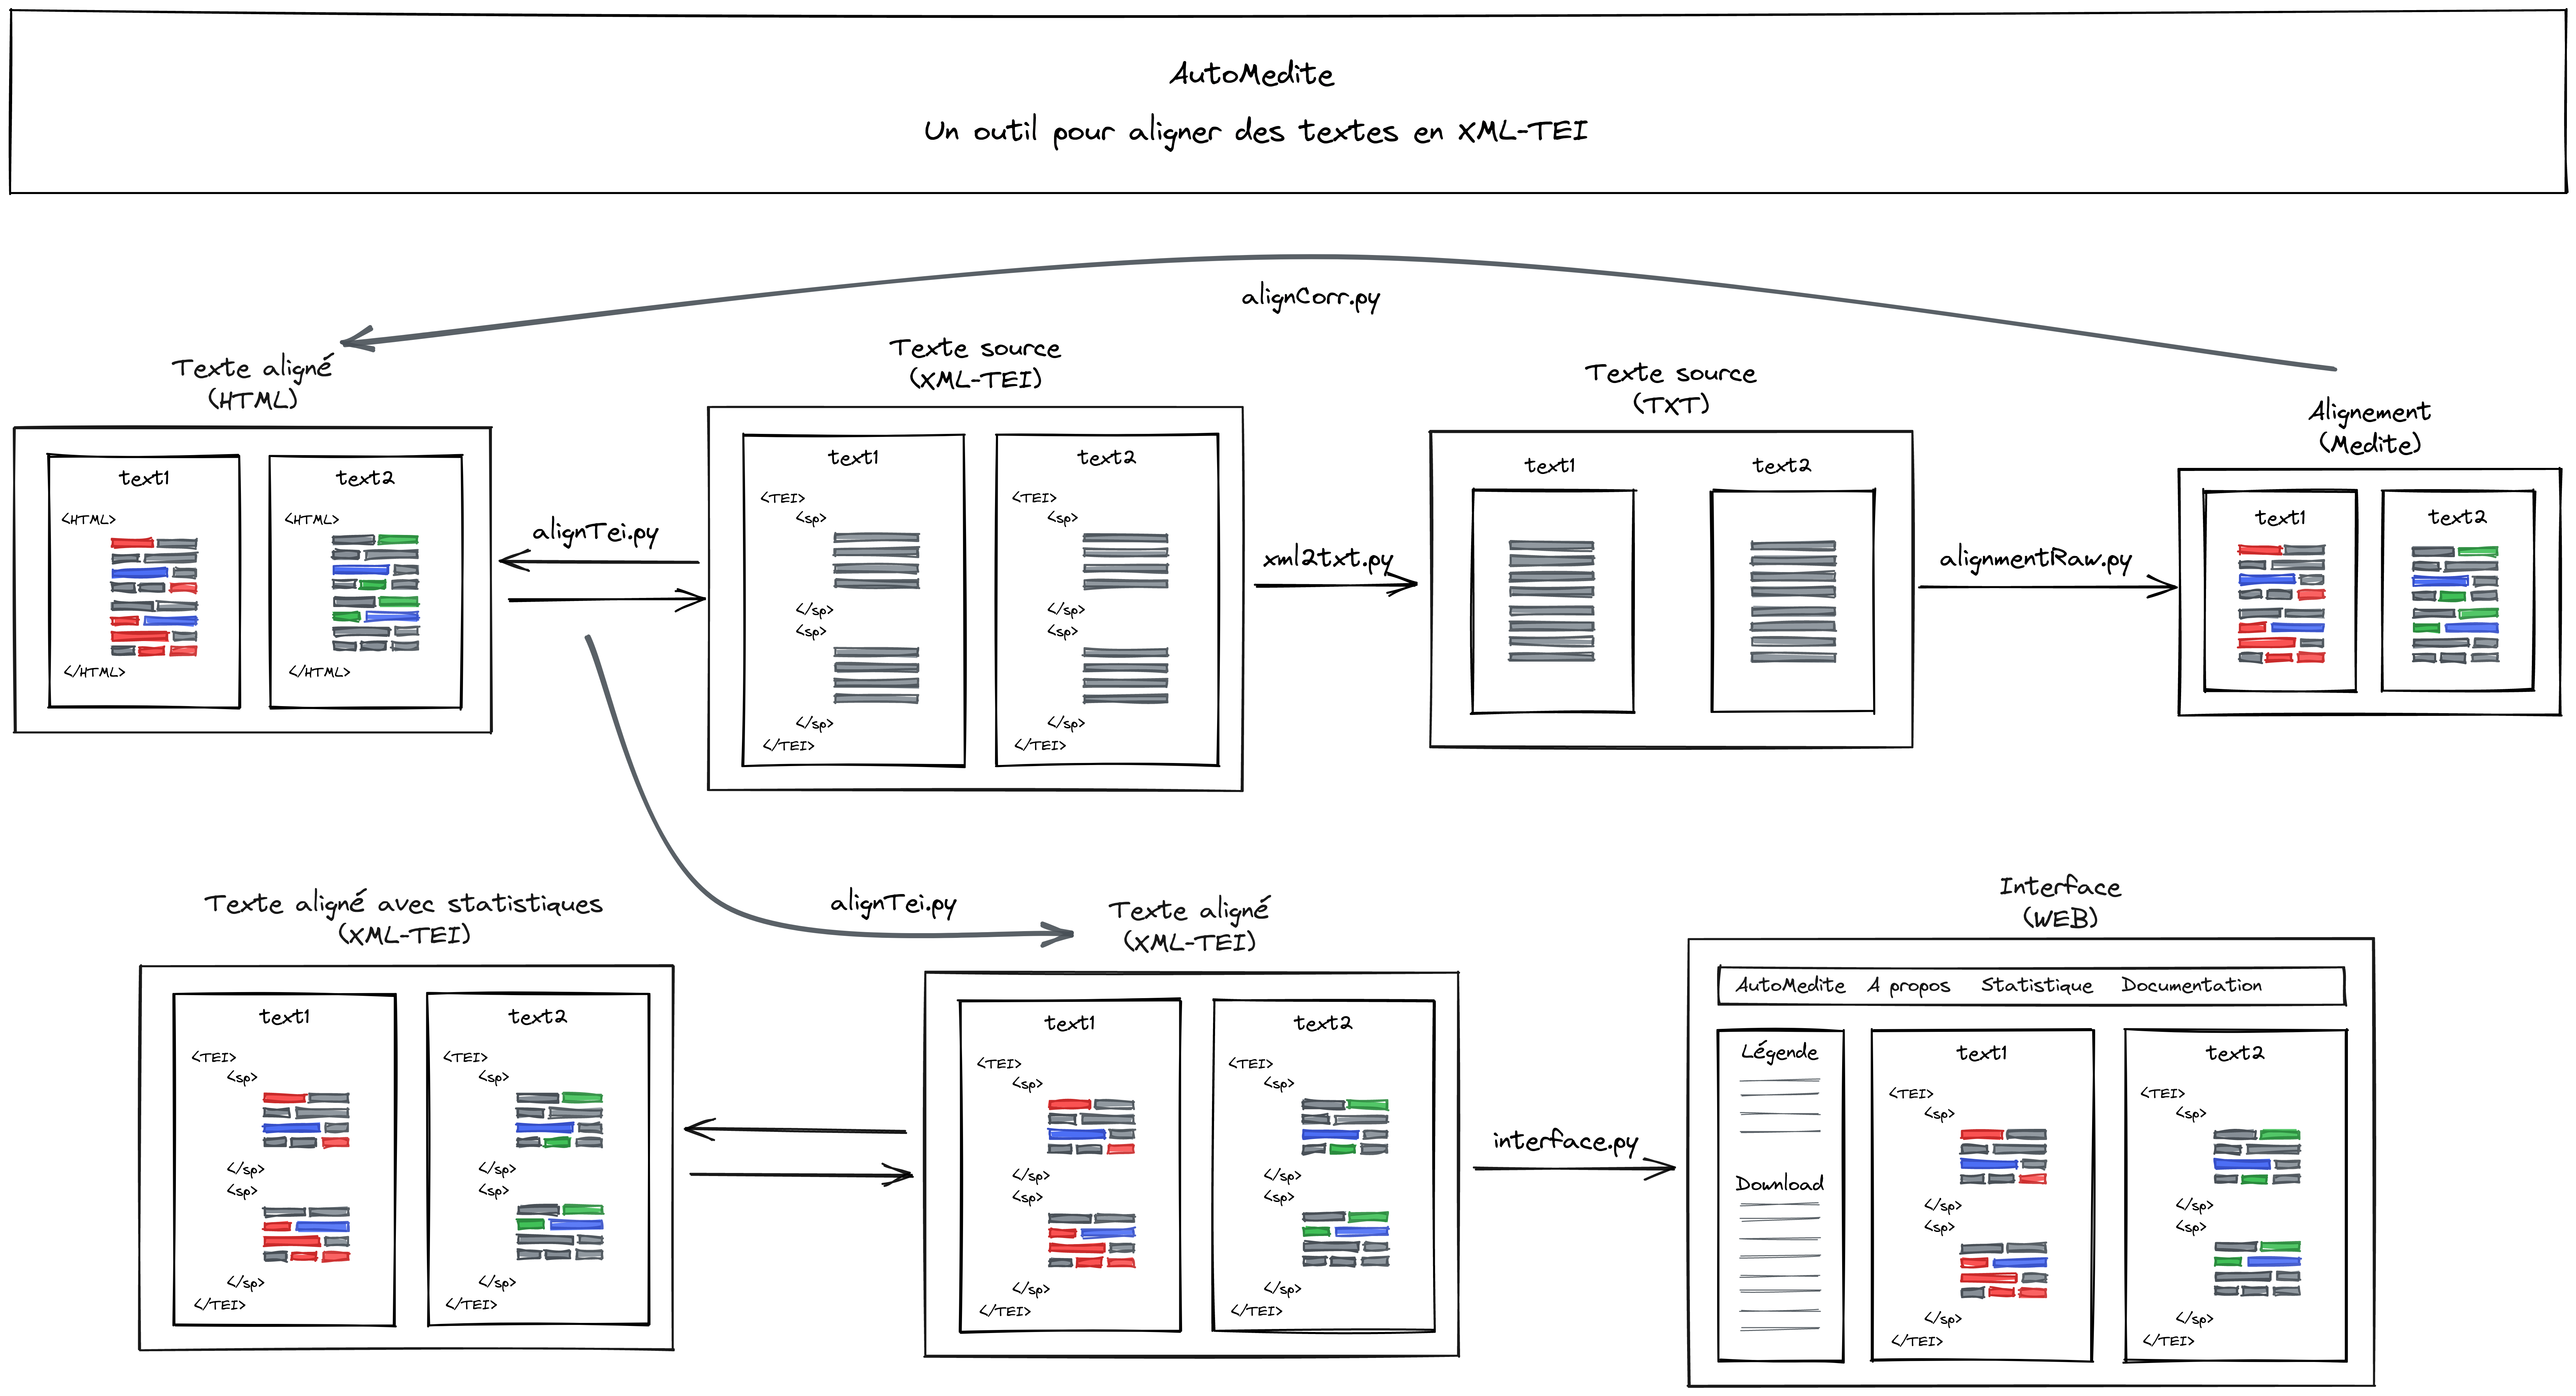 AutoMedite
Un outil pour aligner des textes en XML-TEI
alignCorr.py
Texte aligné
(HTML)
text1
<HTML>
</HTML>
text2
<HTML>
</HTML>
alignTei.py
Texte source
(XML-TEI)
text1
<TEI>
<sp>
</sp>
<sp>
</sp>
</TEI>
text2
<TEI>
<sp>
</sp>
<sp>
</sp>
</TEI>
xml2txt.py
Texte source
(TXT)
text1
text2
alignmentRaw.py
Alignement
(Medite)
text1
text2
alignTei.py
Texte aligné avec statistiques
(XML-TEI)
text1
<TEI>
<sp>
</sp>
<sp>
</sp>
</TEI>
text2
<TEI>
<sp>
</sp>
<sp>
</sp>
</TEI>
Texte aligné
(XML-TEI)
text1
<TEI>
<sp>
</sp>
<sp>
</sp>
</TEI>
text2
<TEI>
<sp>
</sp>
<sp>
</sp>
</TEI>
interface.py
Interface
(WEB)
AutoMedite A propos Statistique Documentation
Légende
Download
text1
<TEI>
<sp>
</sp>
<sp>
</sp>
</TEI>
text2
<TEI>
<sp>
</sp>
<sp>
</sp>
</TEI>